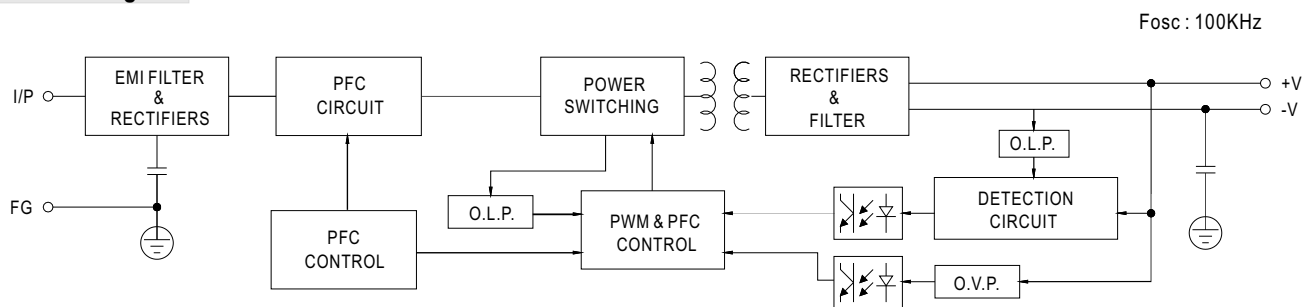 Fosc : 100KHz
I/P
EMI FILTER
&
RECTIFIERS
PFC
CIRCUIT
POWER
SWITCHING
RECTIFIERS
&
FILTER
+V
-V
O.L.P.
FG
O.L.P.
PFC
CONTROL
PWM & PFC
CONTROL
DETECTION
CIRCUIT
O.V.P.